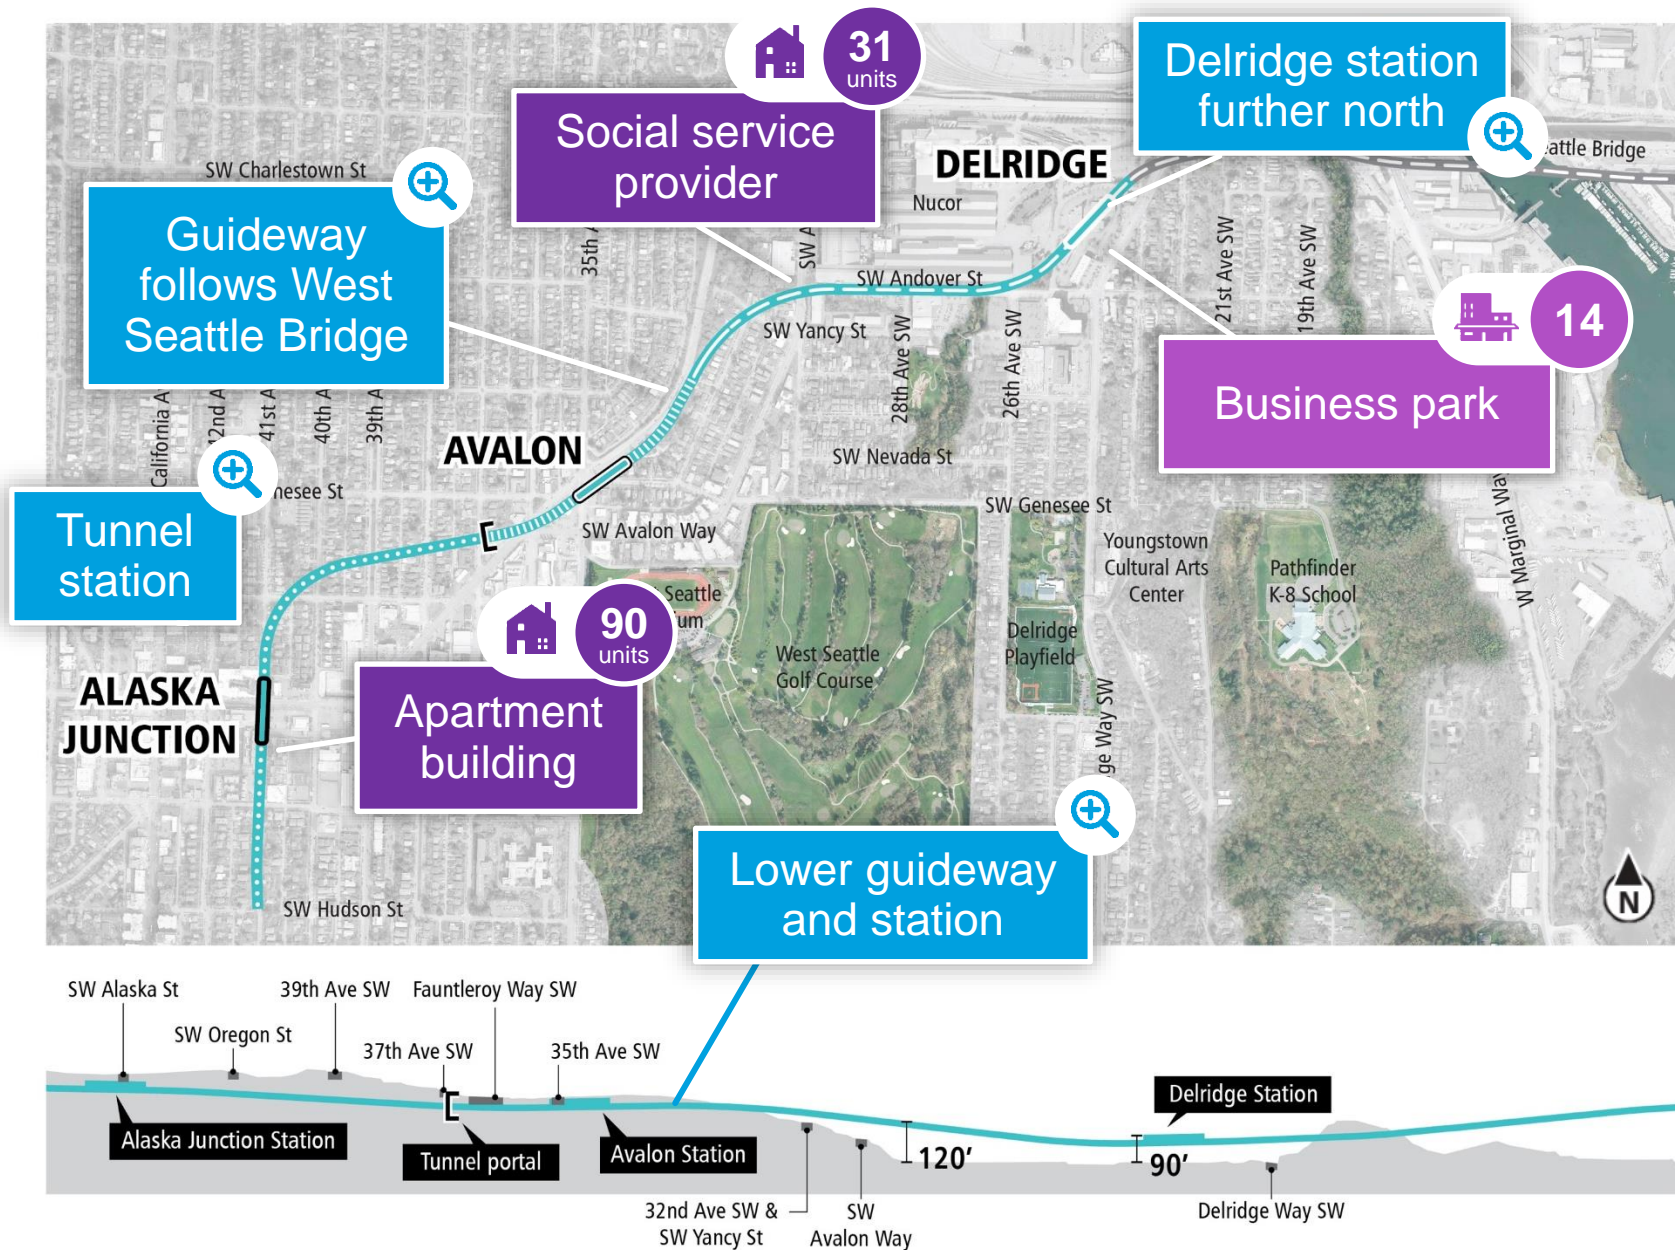 31
units
Social service
provider
Delridge station
further north
SW Charlestown St
Guideway
follows West
Seattle Bridge
DELRIDGE
Nucor
eattle Bridge
35th A
SW A
SW Andover St
21st Ave SW
19th Ave SW
SW Yancy St
28th Ave SW
26th Ave SW
14
Business park
California A
42nd A
41st A
40th A
39th A
AVALON
SW Nevada St
nesee St
Tunnel
station
SW Avalon Way
SW Genesee St
Youngstown
Cultural Arts
Center
Pathfinder
K-8 School
W Marginal Wa
Seattle
um
90
units
Apartment
building
ALASKA
JUNCTION
West Seattle
Golf Course
Delridge
Playfield
ge Way SW
Lower guideway
and station
SW Hudson St
N
SW Alaska St
39th Ave SW
Fauntleroy Way SW
SW Oregon St
37th Ave SW
35th Ave SW
Alaska Junction Station
Tunnel portal
Avalon Station
120'
90'
Delridge Station
32nd Ave SW &
SW Yancy St
SW
Avalon Way
Delridge Way SW